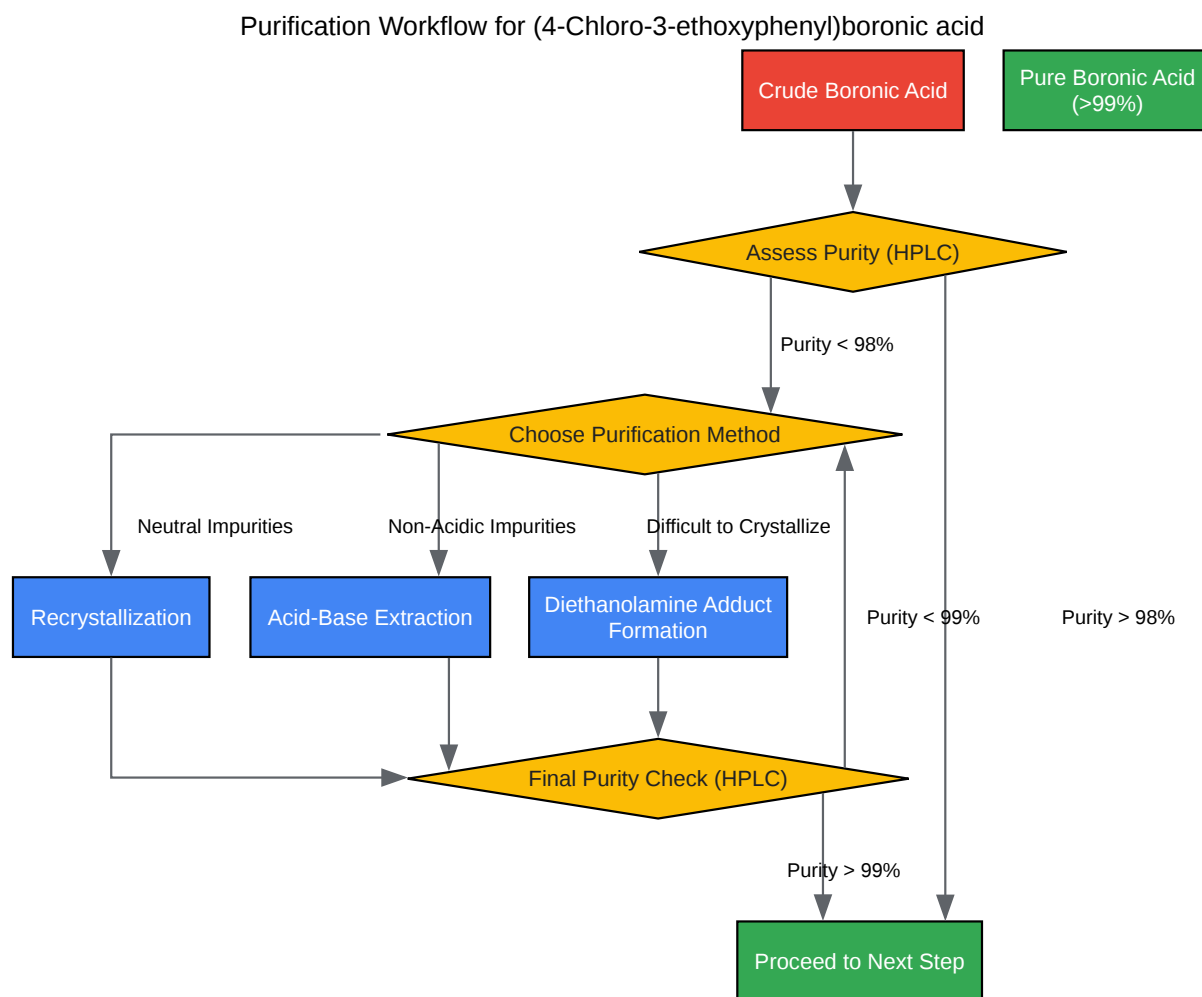 Purification Workflow for (4-Chloro-3-ethoxyphenyl)boronic acid
Crude Boronic Acid
Pure Boronic Acid
(>99%)
Assess Purity (HPLC)
Purity < 98%
Choose Purification Method
Neutral Impurities
Non-Acidic Impurities
Difficult to Crystallize
Recrystallization
Acid-Base Extraction
Diethanolamine Adduct
Formation
Purity < 99%
Purity > 98%
Final Purity Check (HPLC)
Purity > 99%
Proceed to Next Step